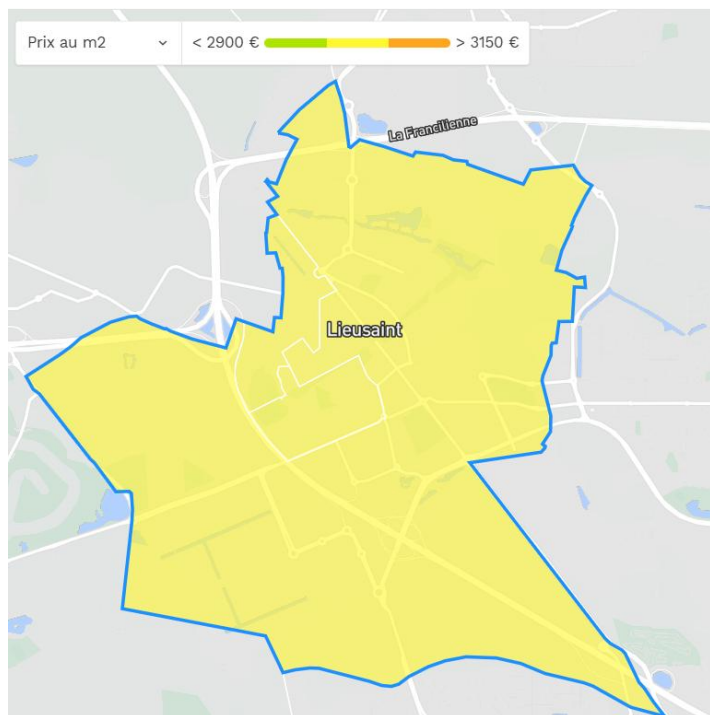 Prix au m2
< 2900 €
> 3150 €
La Francilienne
Lieusaint